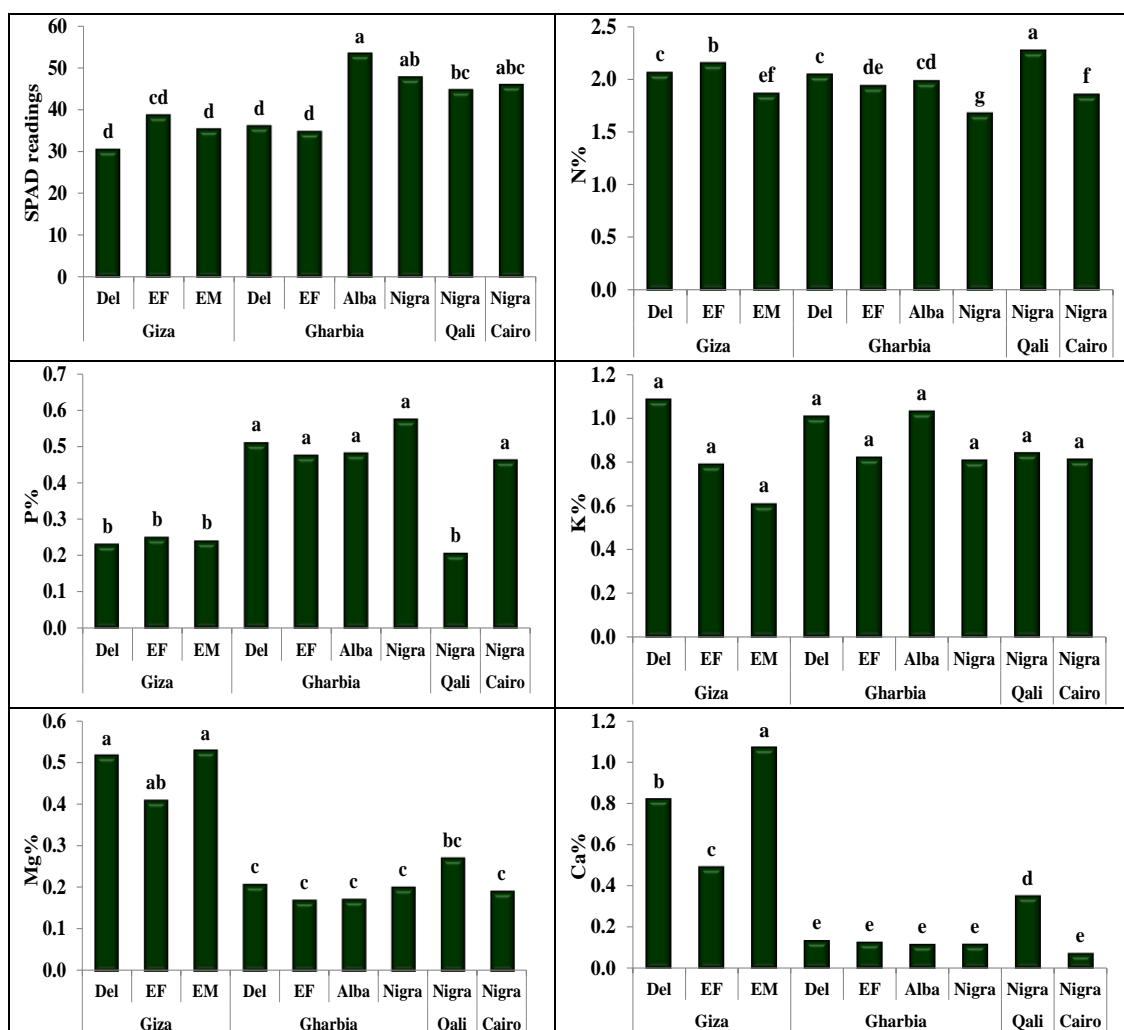 SPAD readings
60
50
40
30
20
10
0
d cd d d d a ab bc abc
Del EF EM Del EF Alba Nigra Nigra Nigra
Giza Gharbia Qali Cairo
N%
2.5
2.0
1.5
1.0
0.5
0.0
c b ef c de cd g a f
Del EF EM Del EF Alba Nigra Nigra Nigra
Giza Gharbia Qali Cairo
P%
0.7
0.6
0.5
0.4
0.3
0.2
0.1
0.0
b b b a a a a b a
Del EF EM Del EF Alba Nigra Nigra Nigra
Giza Gharbia Qali Cairo
K%
1.2
1.0
0.8
0.6
0.4
0.2
0.0
a a a a a a a a a
Del EF EM Del EF Alba Nigra Nigra Nigra
Giza Gharbia Qali Cairo
Mg%
0.6
0.5
0.4
0.3
0.2
0.1
0.0
a ab a c c c c bc c
Del EF EM Del EF Alba Nigra Nigra Nigra
Giza Gharbia Qali Cairo
Ca%
1.2
1.0
0.8
0.6
0.4
0.2
0.0
b c a e e e e d e
Del EF EM Del EF Alba Nigra Nigra Nigra
Giza Gharbia Qali Cairo